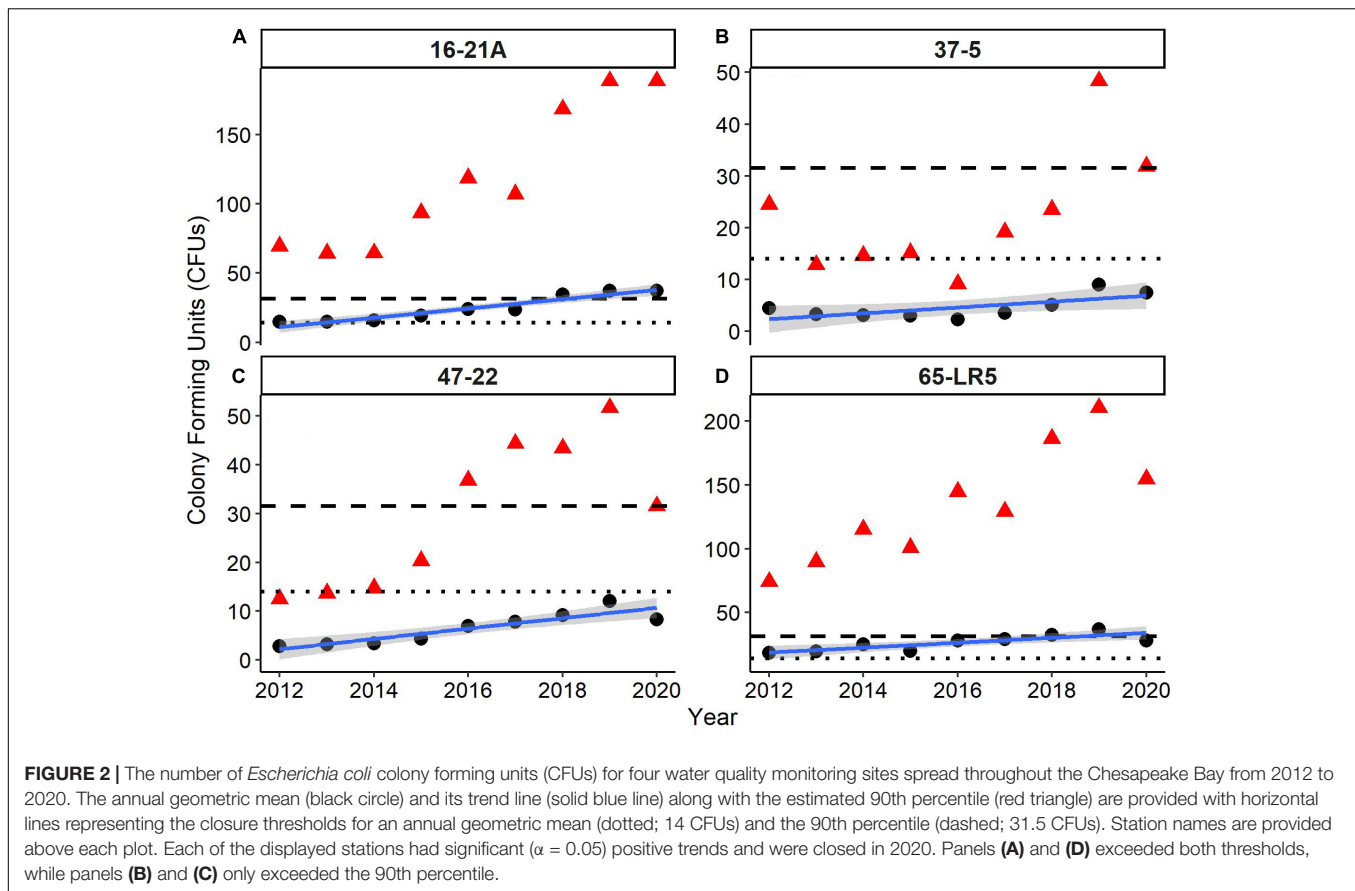 A
16-21A
150
100
50
0
B
37-5
50
40
30
20
10
0
Colony Forming Units (CFUs)
C
47-22
50
40
30
20
10
0
2012 2014 2016 2018 2020
D
65-LR5
200
150
100
50
0
2012 2014 2016 2018 2020
Year
FIGURE 2 | The number of Escherichia coli colony forming units (CFUs) for four water quality monitoring sites spread throughout the Chesapeake Bay from 2012 to
2020. The annual geometric mean (black circle) and its trend line (solid blue line) along with the estimated 90th percentile (red triangle) are provided with horizontal
lines representing the closure thresholds for an annual geometric mean (dotted; 14 CFUs) and the 90th percentile (dashed; 31.5 CFUs). Station names are provided
above each plot. Each of the displayed stations had significant (α = 0.05) positive trends and were closed in 2020. Panels (A) and (D) exceeded both thresholds,
while panels (B) and (C) only exceeded the 90th percentile.